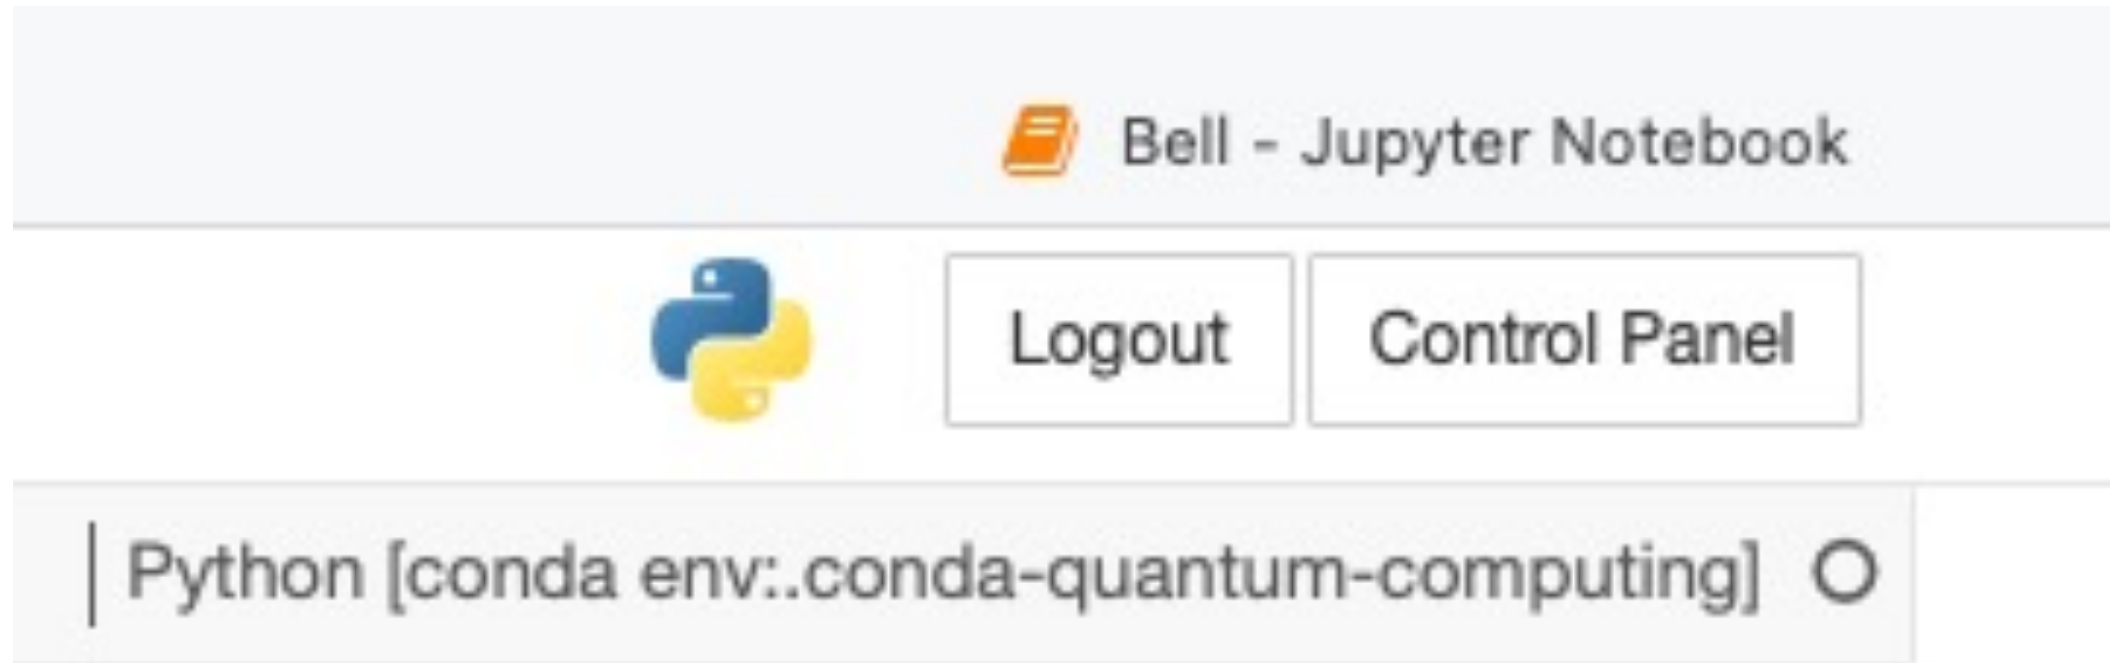 Bell - Jupyter Notebook
Logout Control Panel
Python [conda env:.conda-quantum-computing]